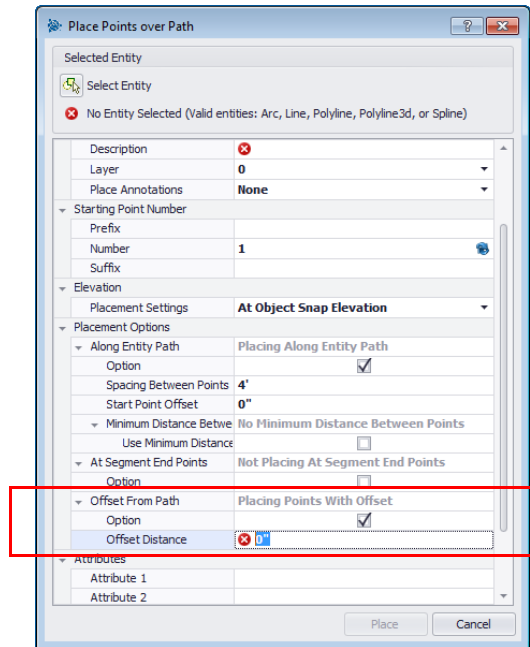 Place Points over Path
Selected Entity
Select Entity
No Entity Selected (Valid entities: Arc, Line, Polyline, Polyline3d, or Spline)
Description
Layer 0
Place Annotations None
Starting Point Number
Prefix
Number 1
Suffix
Elevation
Placement Settings At Object Snap Elevation
Placement Options
Along Entity Path Placing Along Entity Path
Option
Spacing Between Points 4'
Start Point Offset 0"
Minimum Distance Betwe No Minimum Distance Between Points
Use Minimum Distance
At Segment End Points Not Placing At Segment End Points
Option
Offset From Path Placing Points With Offset
Option
Offset Distance 0"
Attributes
Attribute 1
Attribute 2
Place Cancel